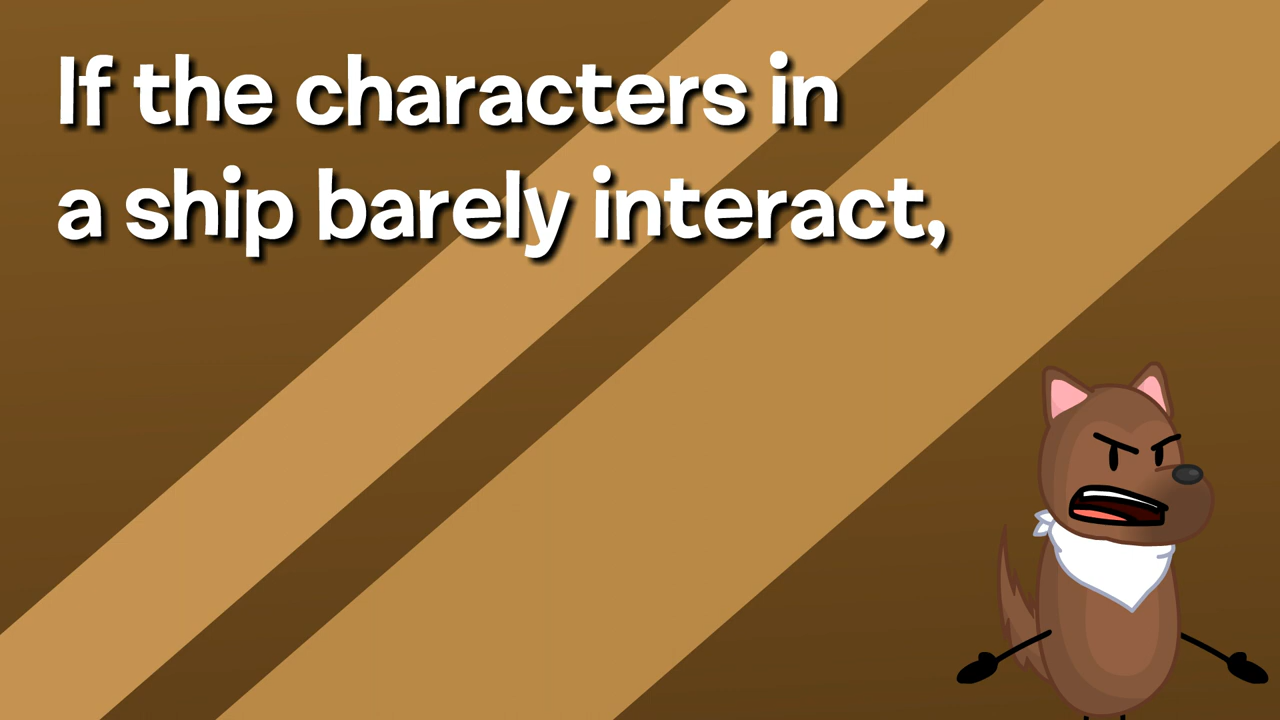 If the characters in
a ship barely interact,